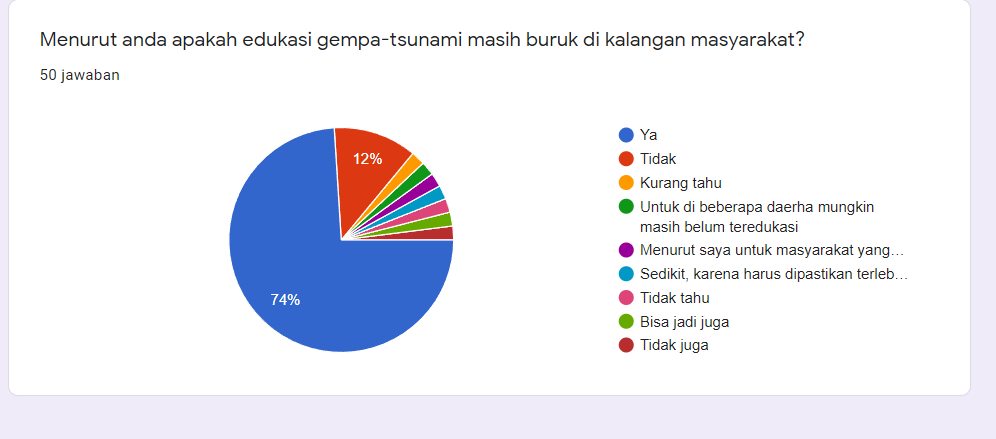 Menurut anda apakah edukasi gempa-tsunami masih buruk di kalangan masyarakat?
50 jawaban
12%
74%
Ya
Tidak
Kurang tahu
Untuk di beberapa daerha mungkin
masih belum teredukasi
Menurut saya untuk masyarakat yang...
Sedikit, karena harus dipastikan terleb...
Tidak tahu
Bisa jadi juga
Tidak juga